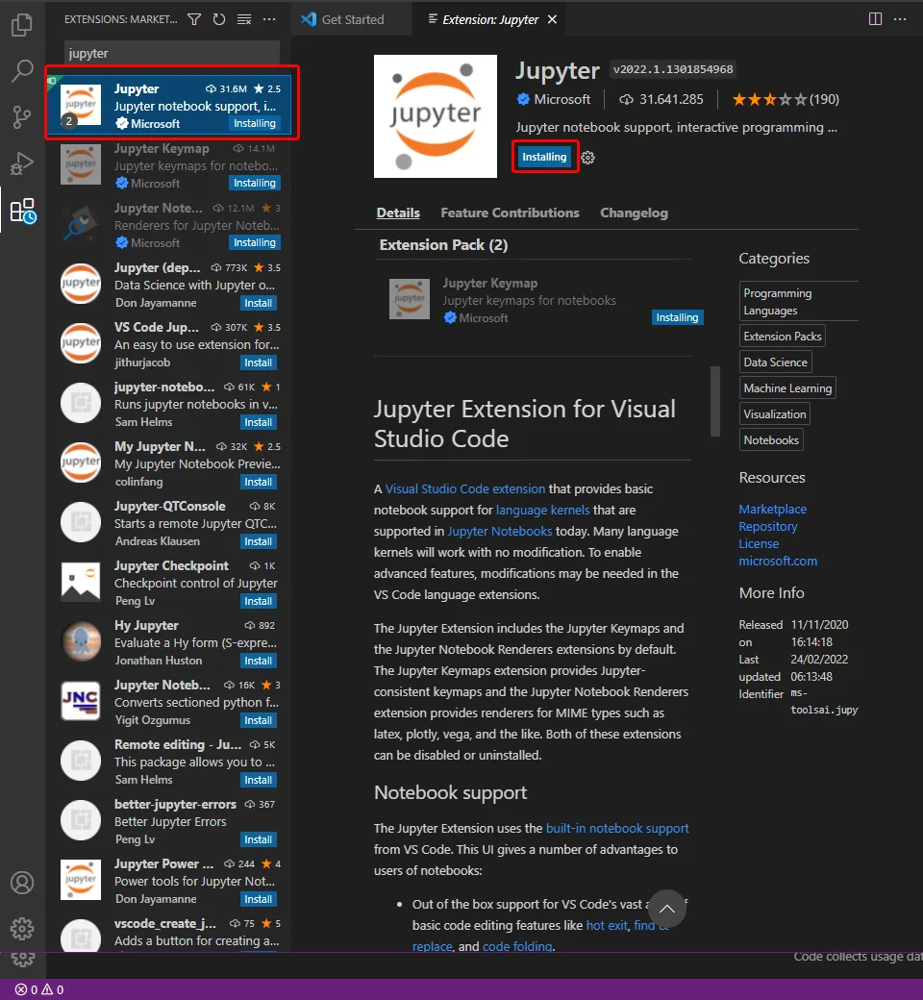 EXTENSIONS: MARKET...
jupyter
Jupyter 31.6M 2.5
Jupyter notebook support, i...
Microsoft Installing
2
Jupyter Keymap 14.1M
Jupyter keymaps for notebo...
Microsoft Installing
Jupyter Note... 12.1M 3
Renderers for Jupyter Noteb...
Microsoft Installing
Jupyter (dep... 773K 3.5
Data Science with Jupyter o...
Don Jayamanne Install
VS Code Jup... 307K 3.5
An easy to use extension for...
jithurjacob Install
jupyter-notebo... 61K 1
Runs jupyter notebooks in v...
Sam Helms Install
My Jupyter N... 32K 2.5
My Jupyter Notebook Previe...
colinfang Install
Jupyter-QTConsole 8K
Starts a remote Jupyter QTC...
Andreas Klausen Install
Jupyter Checkpoint 1K
Checkpoint control of Jupyter
Peng Lv Install
Hy Jupyter 892
Evaluate a Hy form (S-expre...
Jonathan Huston Install
JNC
Jupyter Noteb... 16K 3
Converts sectioned python f...
Yigit Ozgumus Install
Remote editing - Ju... 5K
This package allows you to ...
Sam Helms Install
better-jupyter-errors 367
Better Jupyter Errors
Peng Lv Install
Jupyter Power ... 244 4
Power tools for Jupyter Not...
Don Jayamanne Install
vscode_create_j... 75 5
Adds a button for creating a...
Get Started
Extension: Jupyter
jupyter
Jupyter v2022.1.1301854968
Microsoft 31.641.285 (190)
Jupyter notebook support, interactive programming ...
Installing
Details Feature Contributions Changelog
Extension Pack (2)
Jupyter Keymap
Jupyter keymaps for notebooks
Microsoft Installing
Jupyter Extension for Visual
Studio Code
A Visual Studio Code extension that provides basic
notebook support for language kernels that are
supported in Jupyter Notebooks today. Many language
kernels will work with no modification. To enable
advanced features, modifications may be needed in the
VS Code language extensions.
The Jupyter Extension includes the Jupyter Keymaps and
the Jupyter Notebook Renderers extensions by default.
The Jupyter Keymaps extension provides Jupyter-
consistent keymaps and the Jupyter Notebook Renderers
extension provides renderers for MIME types such as
latex, plotly, vega, and the like. Both of these extensions
can be disabled or uninstalled.
Notebook support
The Jupyter Extension uses the built-in notebook support
from VS Code. This UI gives a number of advantages to
users of notebooks:
• Out of the box support for VS Code's vast
basic code editing features like hot exit, find
replace, and code folding.
Categories
Programming
Languages
Extension Packs
Data Science
Machine Learning
Visualization
Notebooks
Resources
Marketplace
Repository
License
microsoft.com
More Info
Released 11/11/2020
on 16:14:18
Last 24/02/2022
updated 06:13:48
Identifier ms-
toolsai.jupy
Code collects usage dat
0 0